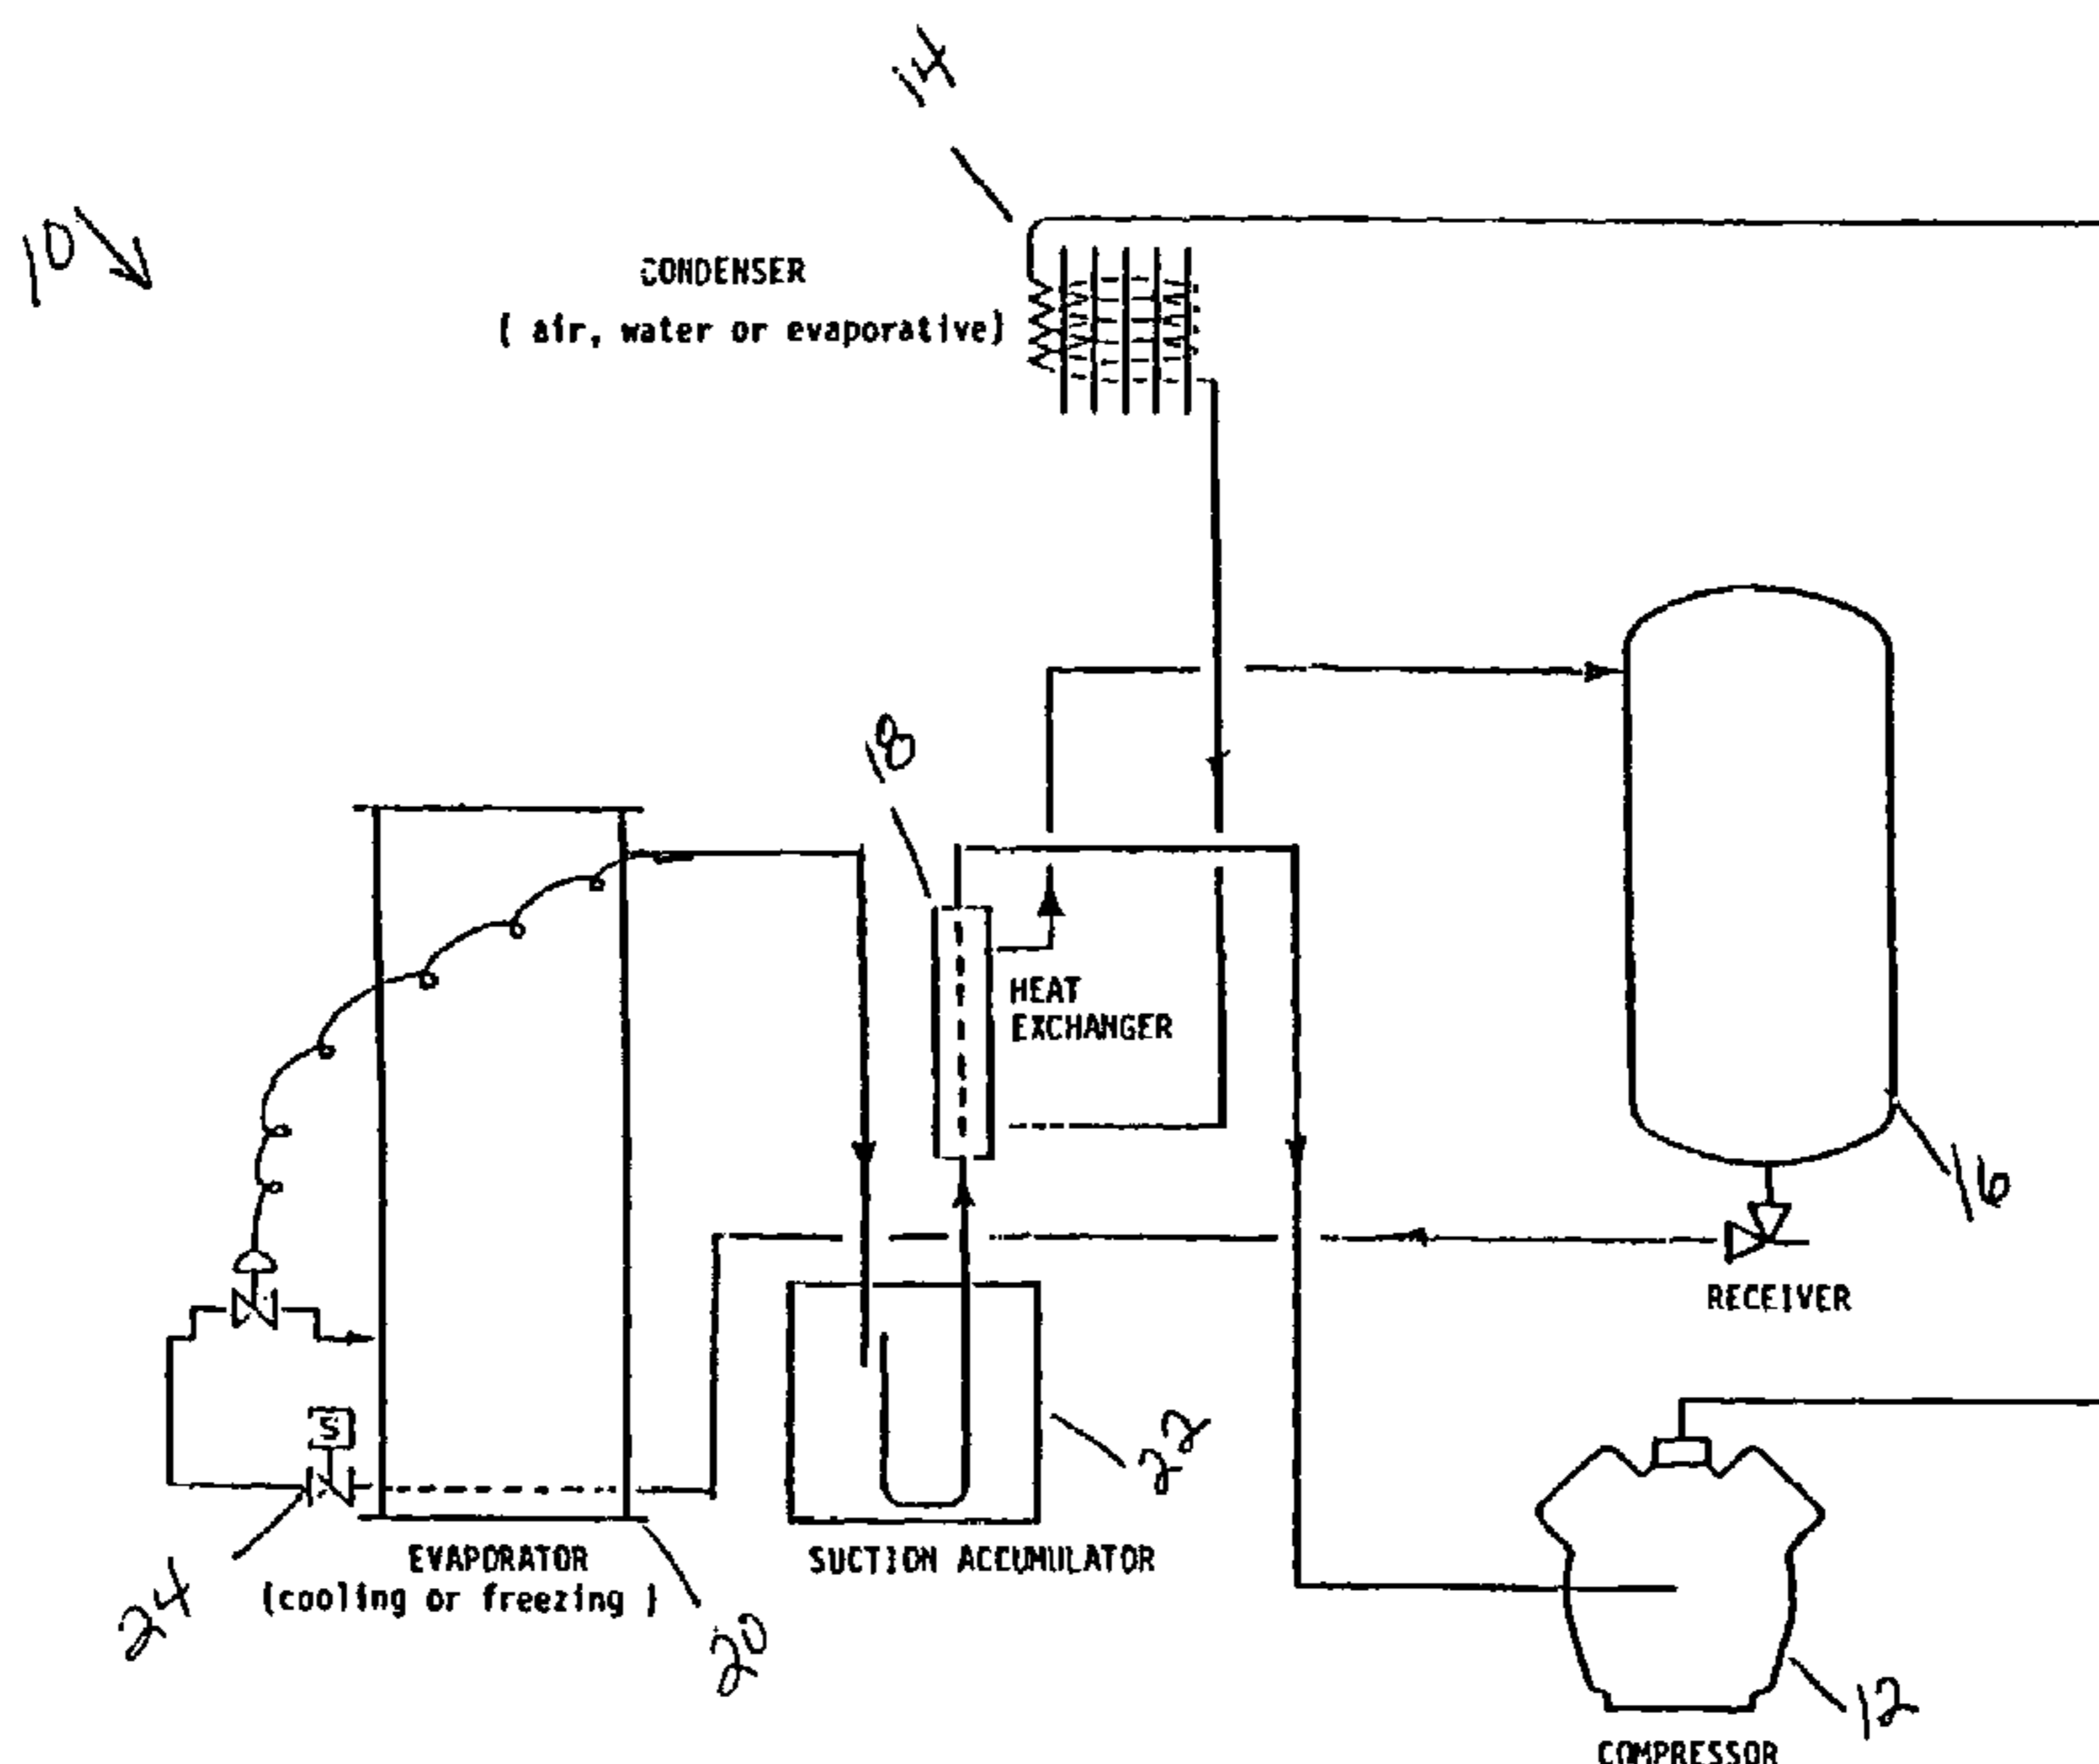 14
10
CONDENSER
( air, water or evaporative)
18
HEAT
EXCHANGER
16
RECEIVER
S
22
EVAPORATOR
(cooling or freezing )
SUCTION ACCUMULATOR
24
20
12
COMPRESSOR